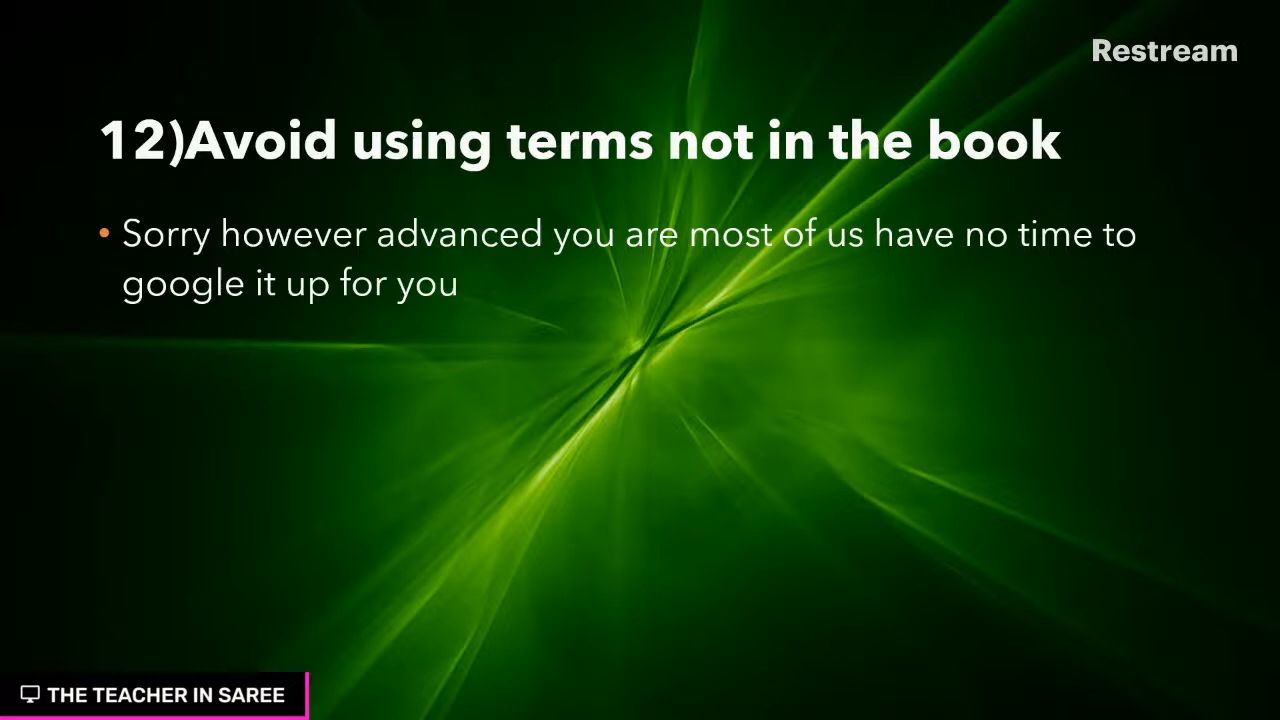 Restream
12)Avoid using terms not in the book
• Sorry however advanced you are most of us have no time to
google it up for you
THE TEACHER IN SAREE